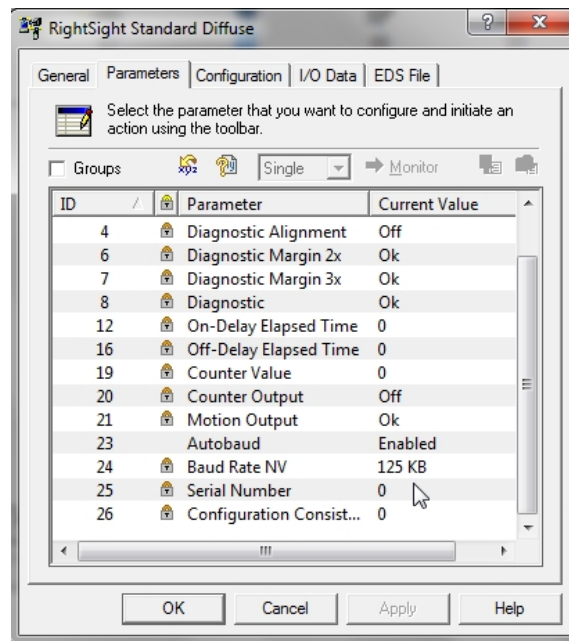 RightSight Standard Diffuse
General Parameters Configuration I/O Data EDS File
Select the parameter that you want to configure and initiate an
action using the toolbar.
Groups Single Monitor
ID Parameter Current Value
4 Diagnostic Alignment Off
6 Diagnostic Margin 2x Ok
7 Diagnostic Margin 3x Ok
8 Diagnostic Ok
12 On-Delay Elapsed Time 0
16 Off-Delay Elapsed Time 0
19 Counter Value 0
20 Counter Output Off
21 Motion Output Ok
23 Autobaud Enabled
24 Baud Rate NV 125 KB
25 Serial Number 0
26 Configuration Consist... 0
OK Cancel Apply Help